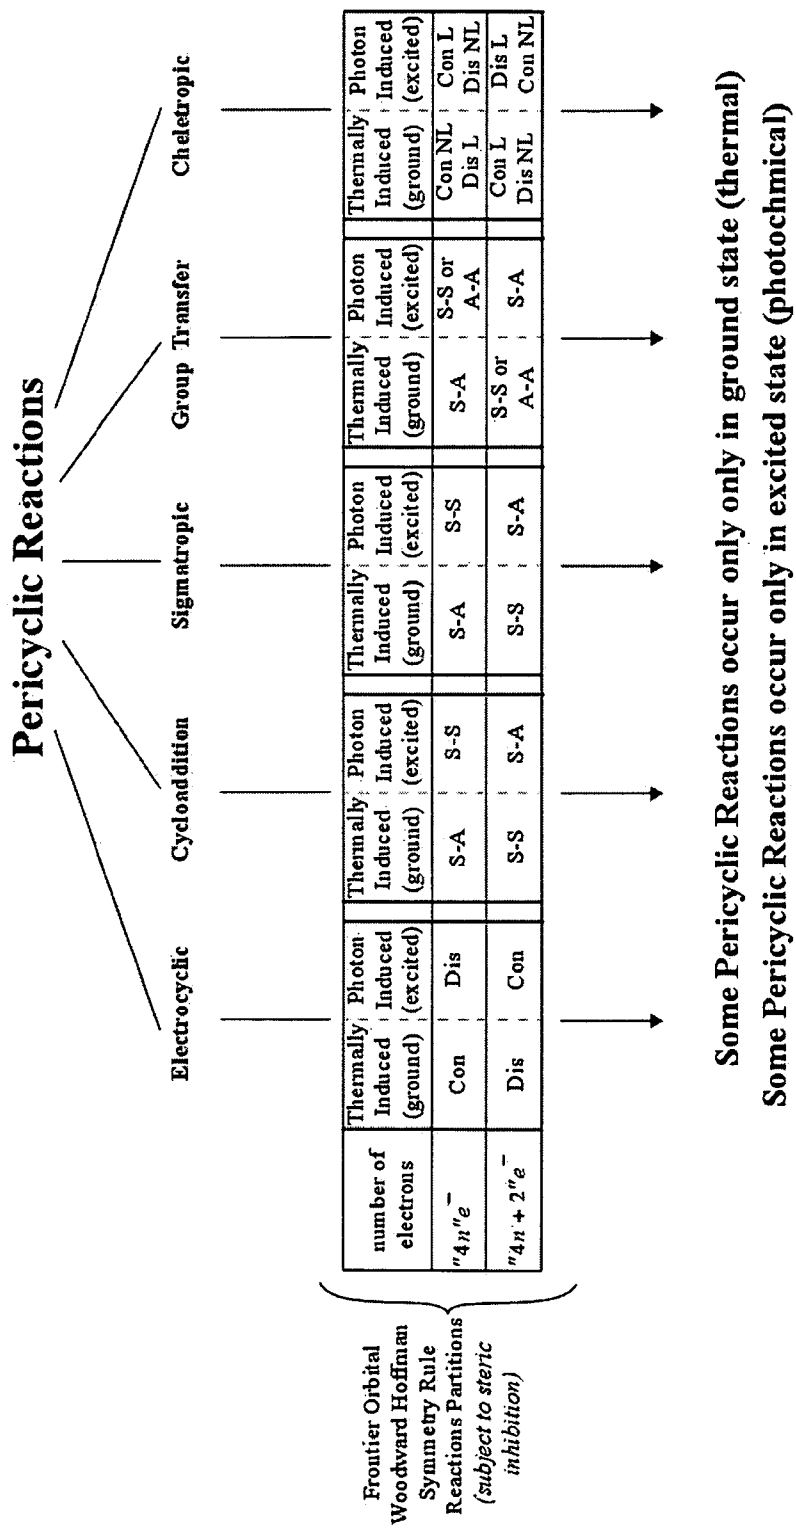 Pericyclic Reactions
Electrocyclic Cycloaddition Sigmatropic Group Transfer Cheletropic
Frontier Orbital
Woodward Hoffman
Symmetry Rule
Reactions Partitions
(subject to steric
inhibition)
number of
electrons
Thermally
Induced
(ground)
Photon
Induced
(excited)
Thermally
Induced
(ground)
Photon
Induced
(excited)
Thermally
Induced
(ground)
Photon
Induced
(excited)
Thermally
Induced
(ground)
Photon
Induced
(excited)
Thermally
Induced
(ground)
Photon
Induced
(excited)
"4n"e⁻
Con
Dis
S-A
S-S
S-A
S-S
S-A
S-S or
A-A
Con NL
Dis L
Con L
Dis NL
"4n + 2"e⁻
Dis
Con
S-S
S-A
S-S
S-A
S-S or
A-A
S-A
Con L
Dis NL
Dis L
Con NL
Some Pericyclic Reactions occur only only in ground state (thermal)
Some Pericyclic Reactions occur only in excited state (photochmical)